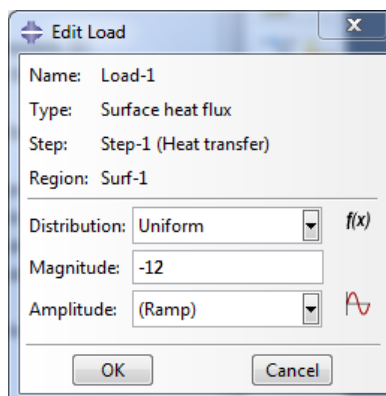 Edit Load
X
Name: Load-1
Type: Surface heat flux
Step: Step-1 (Heat transfer)
Region: Surf-1
Distribution: Uniform f(x)
Magnitude: -12
Amplitude: (Ramp)
OK Cancel